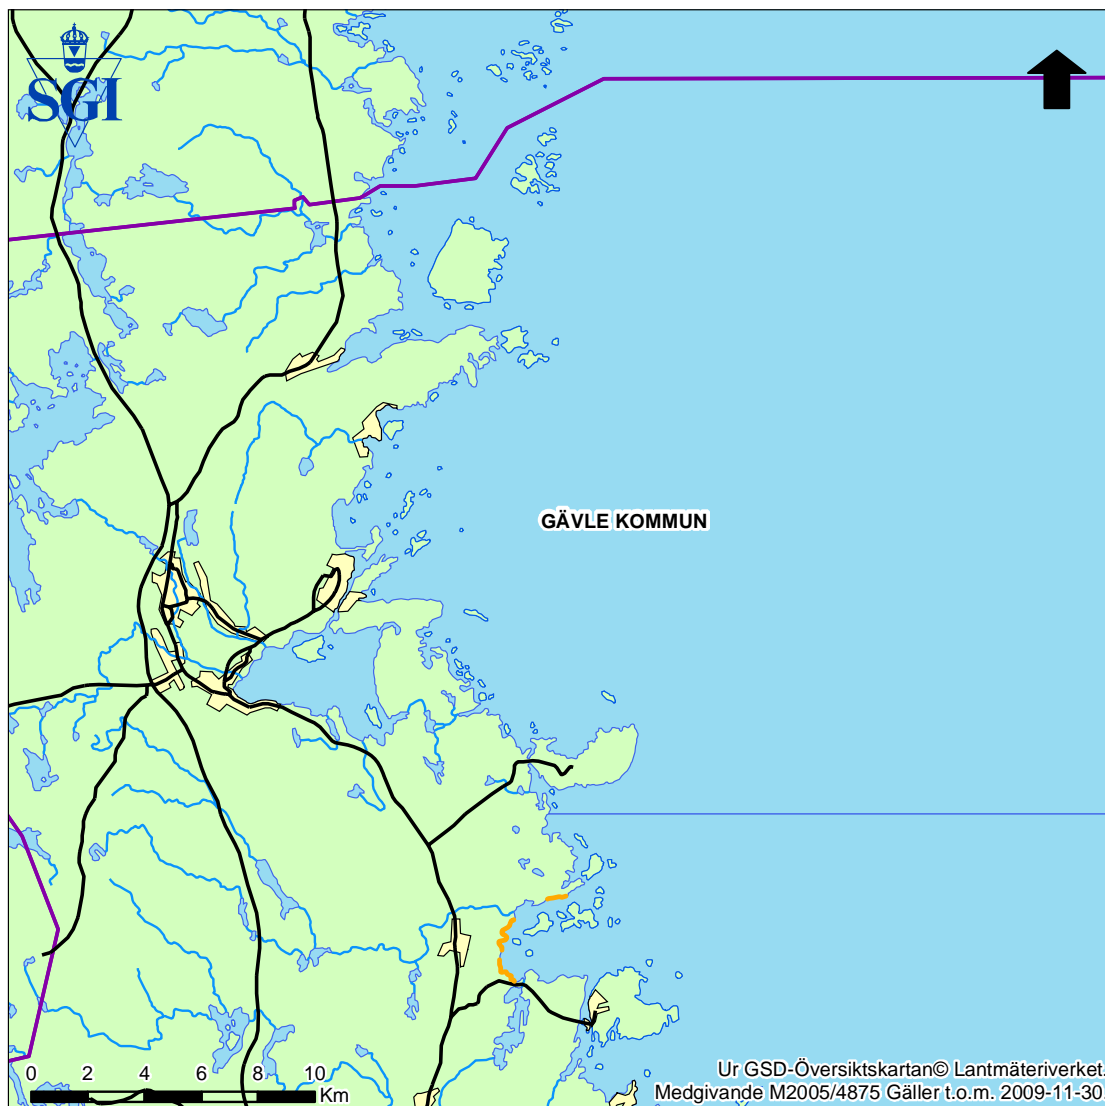 SGI
GÄVLE KOMMUN
0 2 4 6 8 10
Km
Ur GSD-Översiktskartan© Lantmäteriverket.
Medgivande M2005/4875 Gäller t.o.m. 2009-11-30